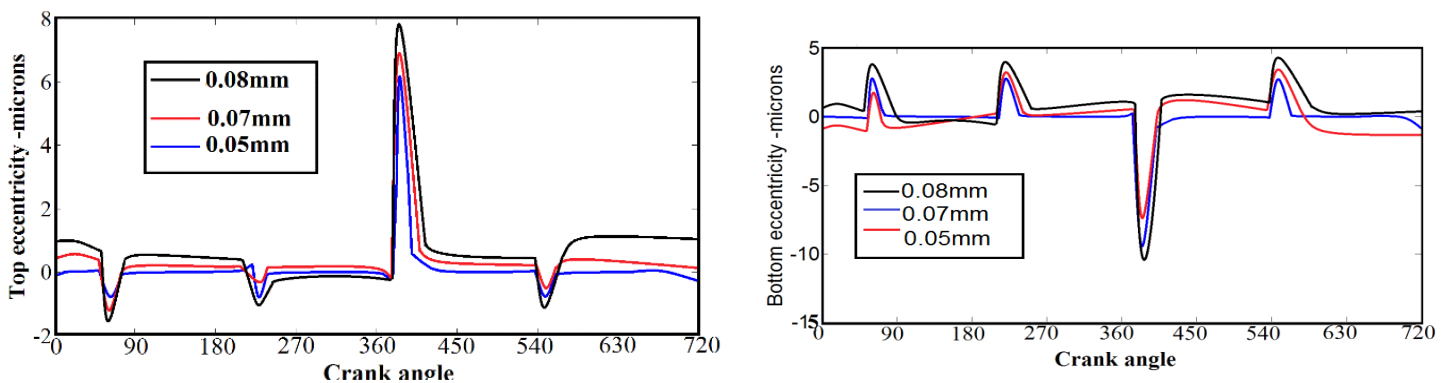 Top eccentricity -microns
8
6
4
2
0
-2
0.08mm
0.07mm
0.05mm
0 90 180 270 360 450 540 630 720
Crank angle
Bottom eccentricity -microns
5
0
-5
-10
-15
0.08mm
0.07mm
0.05mm
0 90 180 270 360 450 540 630 720
Crank angle